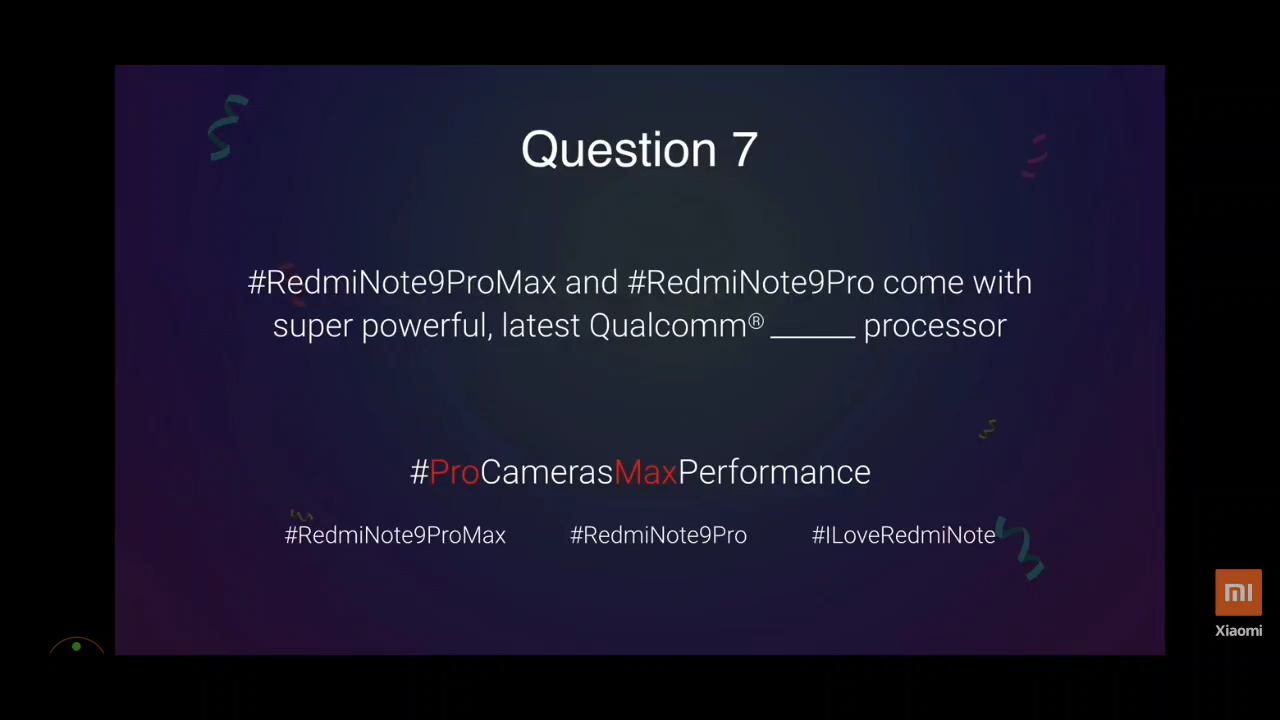 Question 7
#RedmiNote9ProMax and #RedmiNote9Pro come with
super powerful, latest Qualcomm® ______ processor
#ProCamerasMaxPerformance
#RedmiNote9ProMax #RedmiNote9Pro #ILoveRedmiNote
mi
Xiaomi